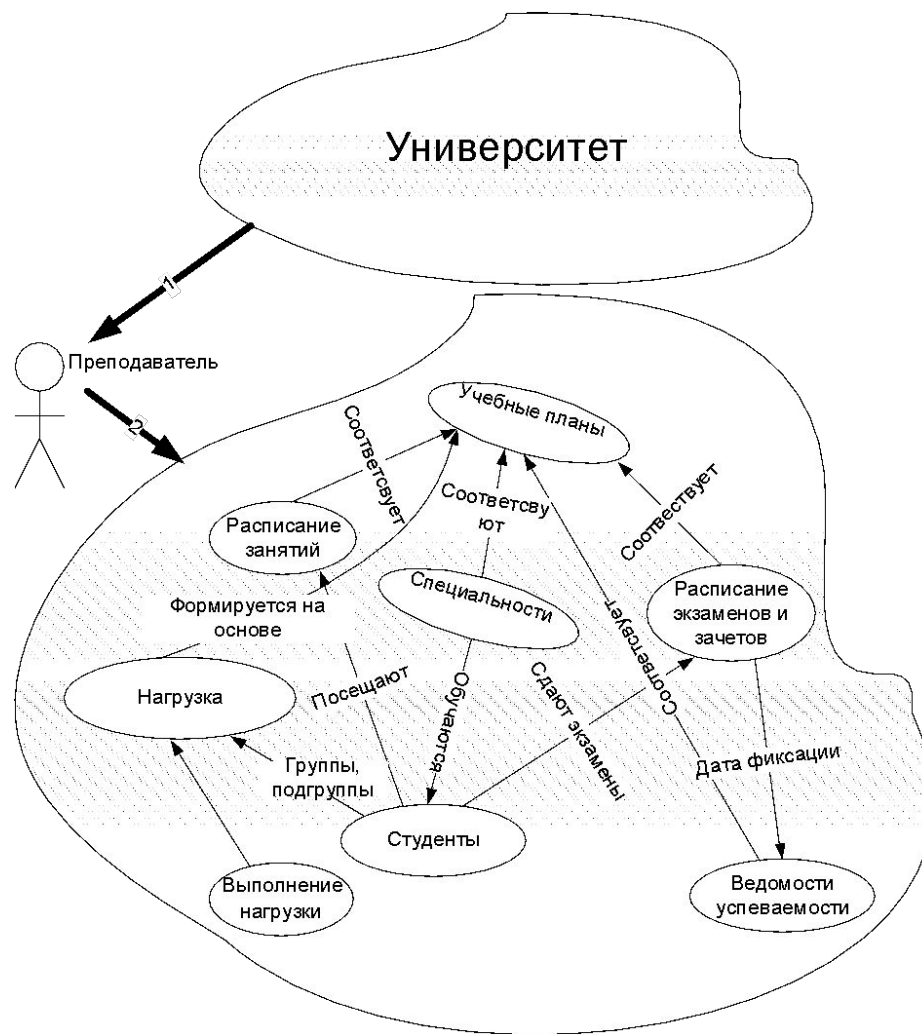 Университет
1
Преподаватель
2
Учебные планы
Соответсвует
Соответсву
ют
Соотвествует
Расписание
занятий
Специальности
Расписание
экзаменов и
зачетов
Формируется на
основе
Соответсвует
Нагрузка
Посещают
Обучаются
Сдают экзамены
Группы,
подгруппы
Дата фиксации
Студенты
Выполнение
нагрузки
Ведомости
успеваемости